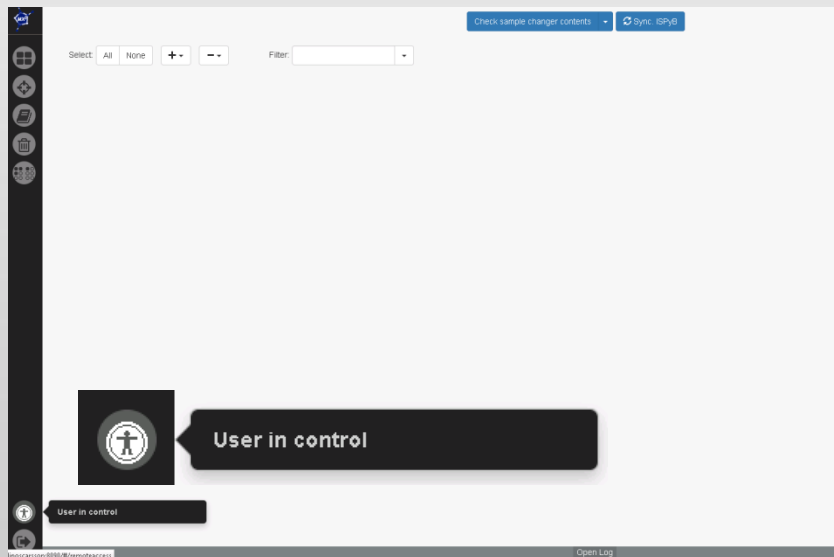 Check sample changer contents
Sync. ISPyB
Select: All None + - Filter:
User in control
User in control
Open Log